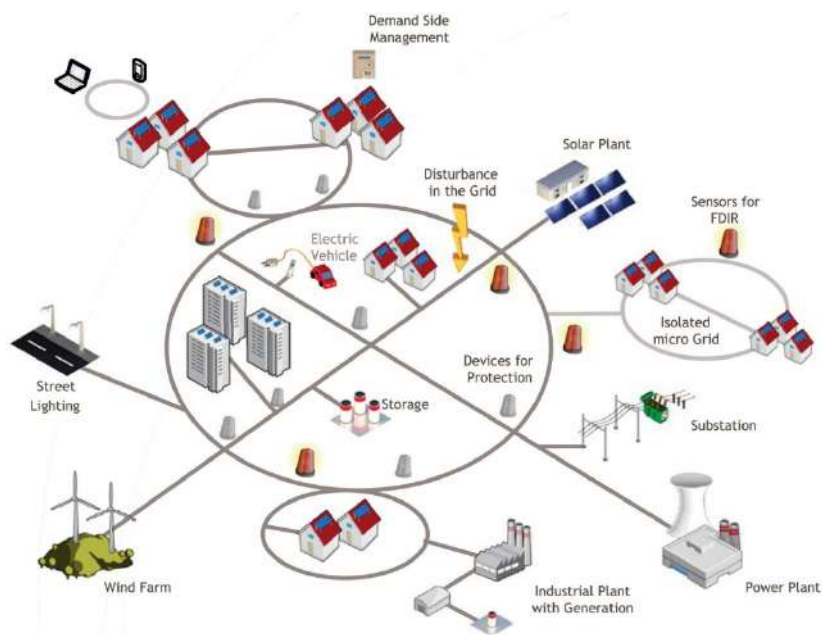 Demand Side
Management
Solar Plant
Disturbance
in the Grid
Sensors for
FDIR
Electric
Vehicle
Isolated
micro Grid
Devices for
Protection
Street
Lighting
Storage
Substation
Wind Farm
Industrial Plant
with Generation
Power Plant